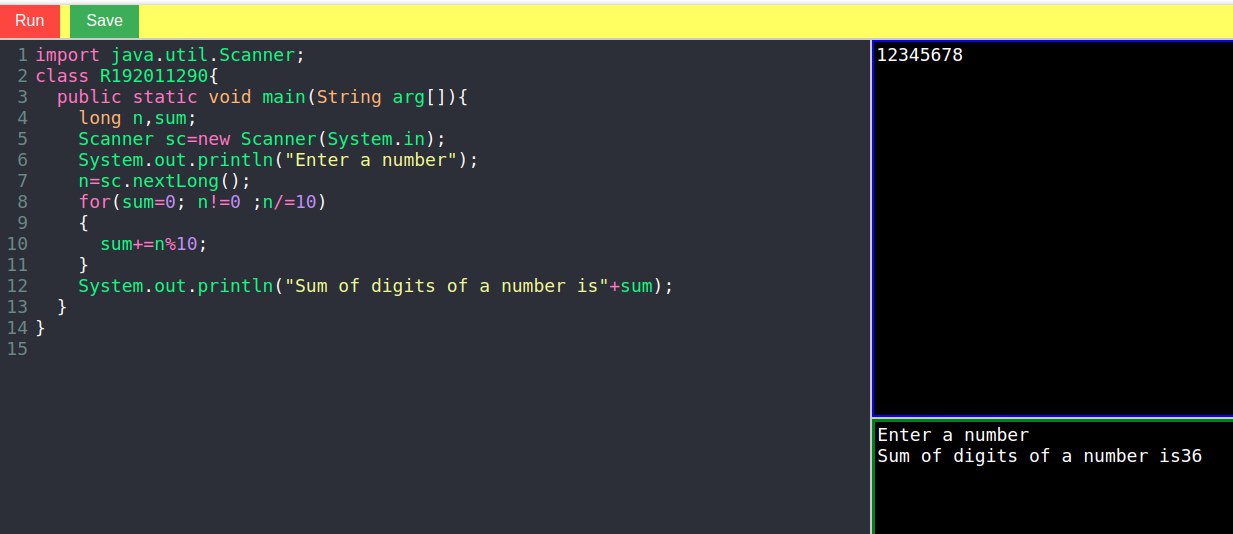 Run Save
1 import java.util.Scanner;
2 class R192011290{
3   public static void main(String arg[]){
4     long n,sum;
5     Scanner sc=new Scanner(System.in);
6     System.out.println("Enter a number");
7     n=sc.nextLong();
8     for(sum=0; n!=0 ;n/=10)
9     {
10       sum+=n%10;
11     }
12     System.out.println("Sum of digits of a number is"+sum);
13   }
14 }
15
12345678
Enter a number
Sum of digits of a number is36